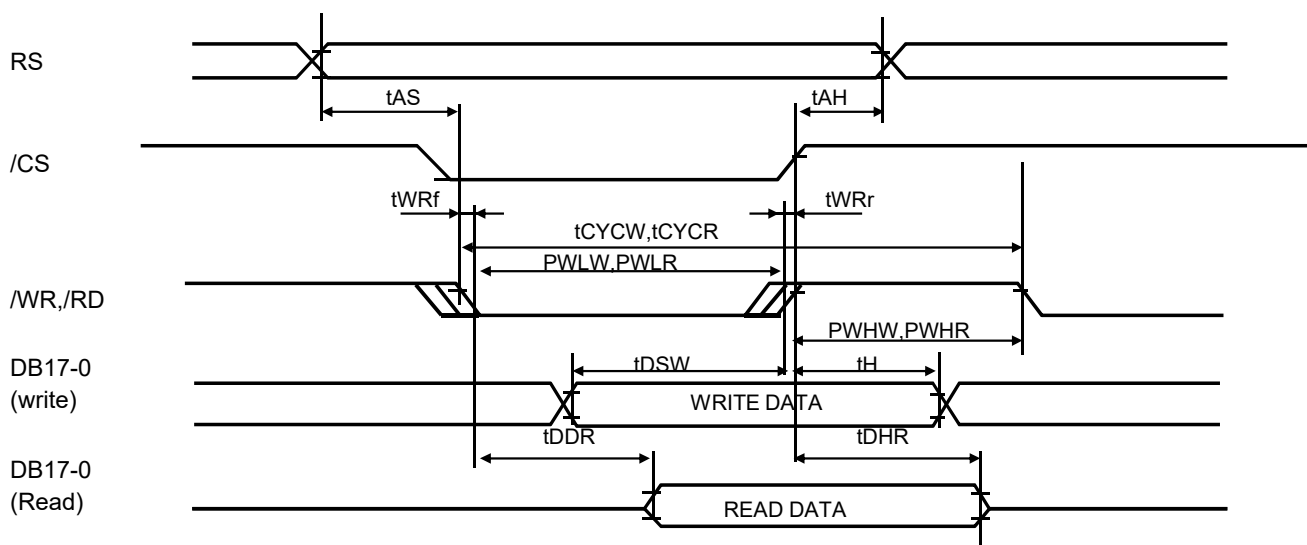 RS
tAS
tAH
/CS
tWRf
tWRr
tCYCW,tCYCR
PWLW,PWLR
/WR,/RD
PWHW,PWHR
DB17-0
(write)
tDSW
tH
WRITE DATA
tDDR
tDHR
DB17-0
(Read)
READ DATA